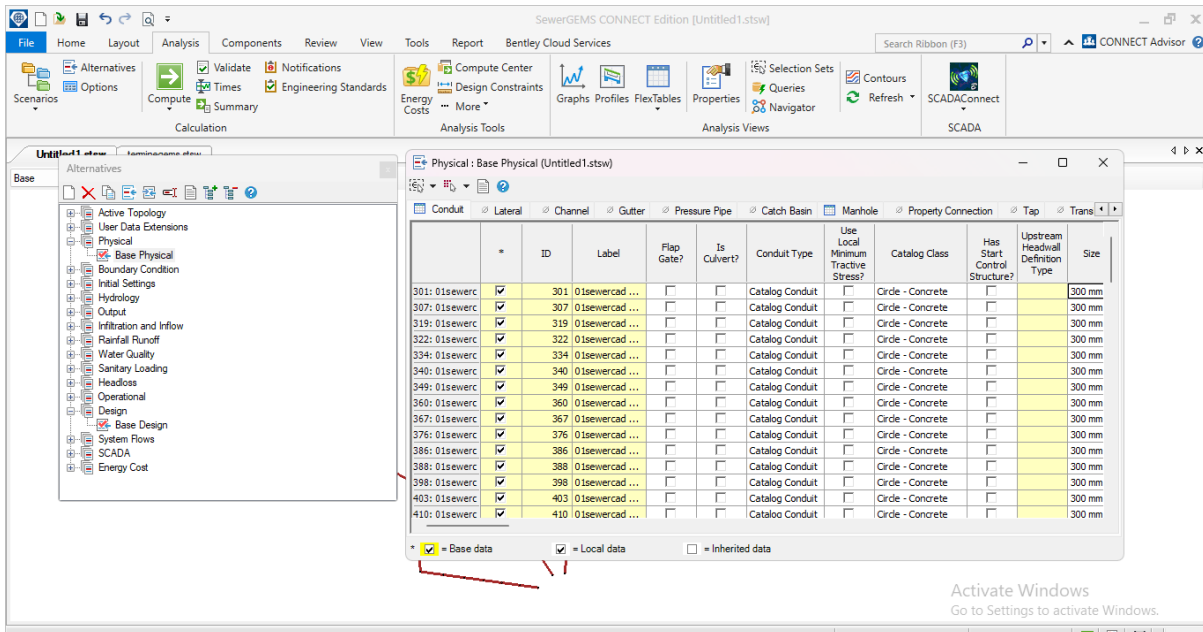 SewerGEMS CONNECT Edition [Untitled1.stsw]
File Home Layout Analysis Components Review View Tools Report Bentley Cloud Services Search Ribbon (F3) CONNECT Advisor
Scenarios
Alternatives
Options
Compute
Validate
Times
Summary
Notifications
Engineering Standards
Calculation
Energy Costs
Compute Center
Design Constraints
More
Analysis Tools
Graphs Profiles FlexTables Properties
Selection Sets
Queries
Navigator
Contours
Refresh
Analysis Views
SCADAConnect
SCADA
Untitled1.stsw terminegems.stsw
Base
Alternatives
Active Topology
User Data Extensions
Physical
Base Physical
Boundary Condition
Initial Settings
Hydrology
Output
Infiltration and Inflow
Rainfall Runoff
Water Quality
Sanitary Loading
Headloss
Operational
Design
Base Design
System Flows
SCADA
Energy Cost
Physical : Base Physical (Untitled1.stsw)
Conduit Lateral Channel Gutter Pressure Pipe Catch Basin Manhole Property Connection Tap Trans
* ID Label Flap Gate? Is Culvert? Conduit Type Use Local Minimum Tractive Stress? Catalog Class Has Start Control Structure? Upstream Headwall Definition Type Size
301: 01sewerc 301 01sewercad ... Catalog Conduit Circle - Concrete 300 mm
307: 01sewerc 307 01sewercad ... Catalog Conduit Circle - Concrete 300 mm
319: 01sewerc 319 01sewercad ... Catalog Conduit Circle - Concrete 300 mm
322: 01sewerc 322 01sewercad ... Catalog Conduit Circle - Concrete 300 mm
334: 01sewerc 334 01sewercad ... Catalog Conduit Circle - Concrete 300 mm
340: 01sewerc 340 01sewercad ... Catalog Conduit Circle - Concrete 300 mm
349: 01sewerc 349 01sewercad ... Catalog Conduit Circle - Concrete 300 mm
360: 01sewerc 360 01sewercad ... Catalog Conduit Circle - Concrete 300 mm
367: 01sewerc 367 01sewercad ... Catalog Conduit Circle - Concrete 300 mm
376: 01sewerc 376 01sewercad ... Catalog Conduit Circle - Concrete 300 mm
386: 01sewerc 386 01sewercad ... Catalog Conduit Circle - Concrete 300 mm
388: 01sewerc 388 01sewercad ... Catalog Conduit Circle - Concrete 300 mm
398: 01sewerc 398 01sewercad ... Catalog Conduit Circle - Concrete 300 mm
403: 01sewerc 403 01sewercad ... Catalog Conduit Circle - Concrete 300 mm
410: 01sewerc 410 01sewercad ... Catalog Conduit Circle - Concrete 300 mm
* = Base data = Local data = Inherited data
Activate Windows
Go to Settings to activate Windows.